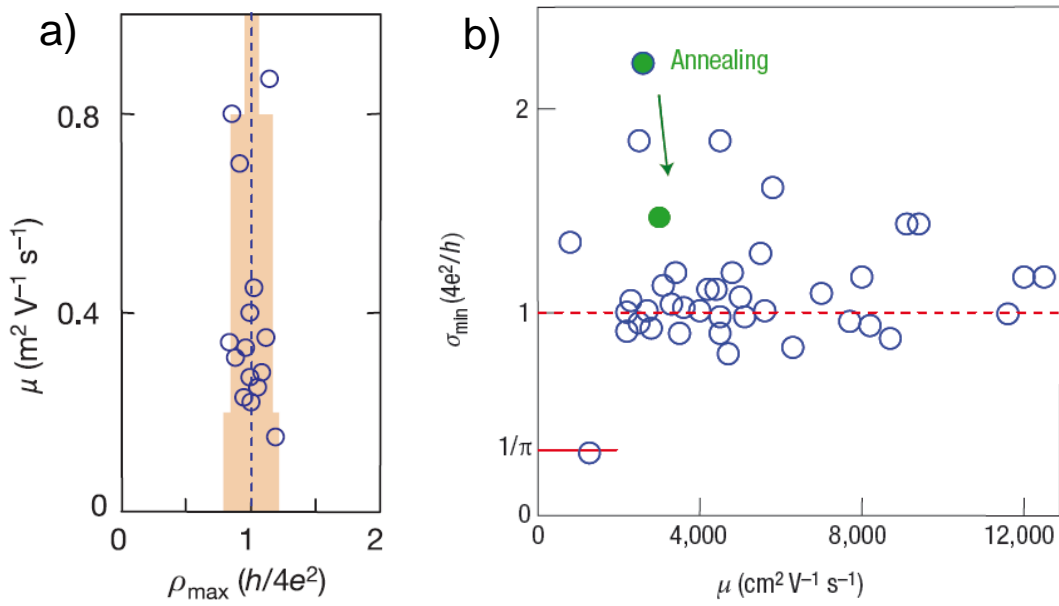 a)
0.8
0.4
0
μ (m² V⁻¹ s⁻¹)
0 1 2
ρmax (h/4e²)
b)
Annealing
2
1
1/π
0
σmin (4e²/h)
0 4,000 8,000 12,000
μ (cm² V⁻¹ s⁻¹)